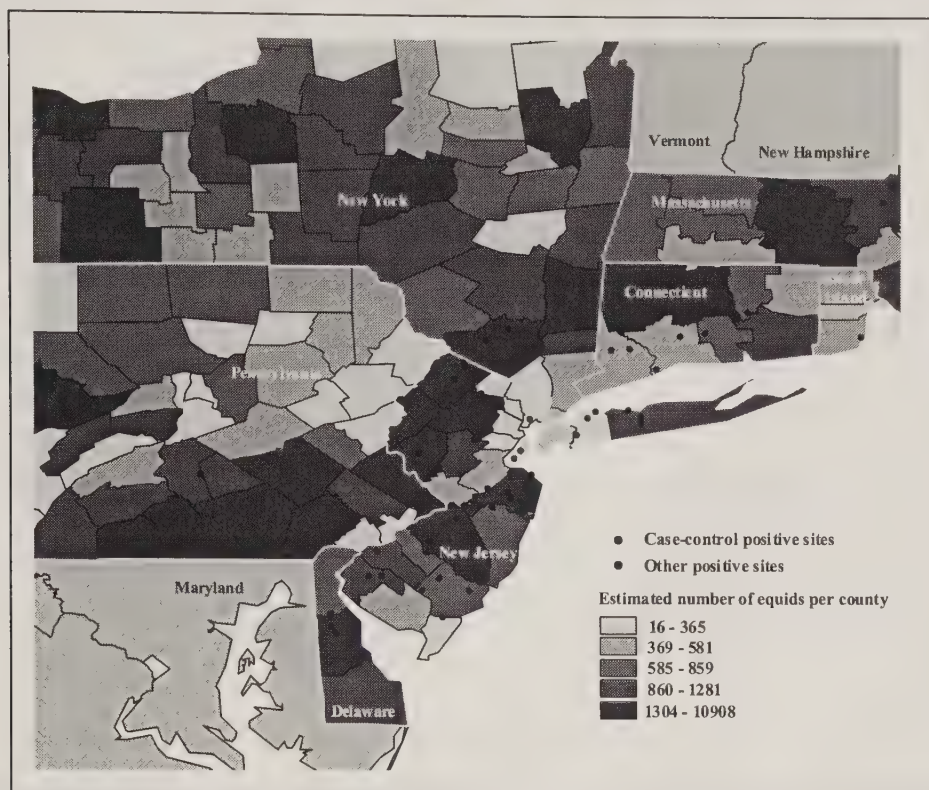 Vermont
New Hampshire
New York
Massachusetts
Connecticut
Island
Pennsylvania
New Jersey
Maryland
Delaware
Case-control positive sites
Other positive sites
Estimated number of equids per county
16 - 365
369 - 581
585 - 859
860 - 1281
1304 - 10908